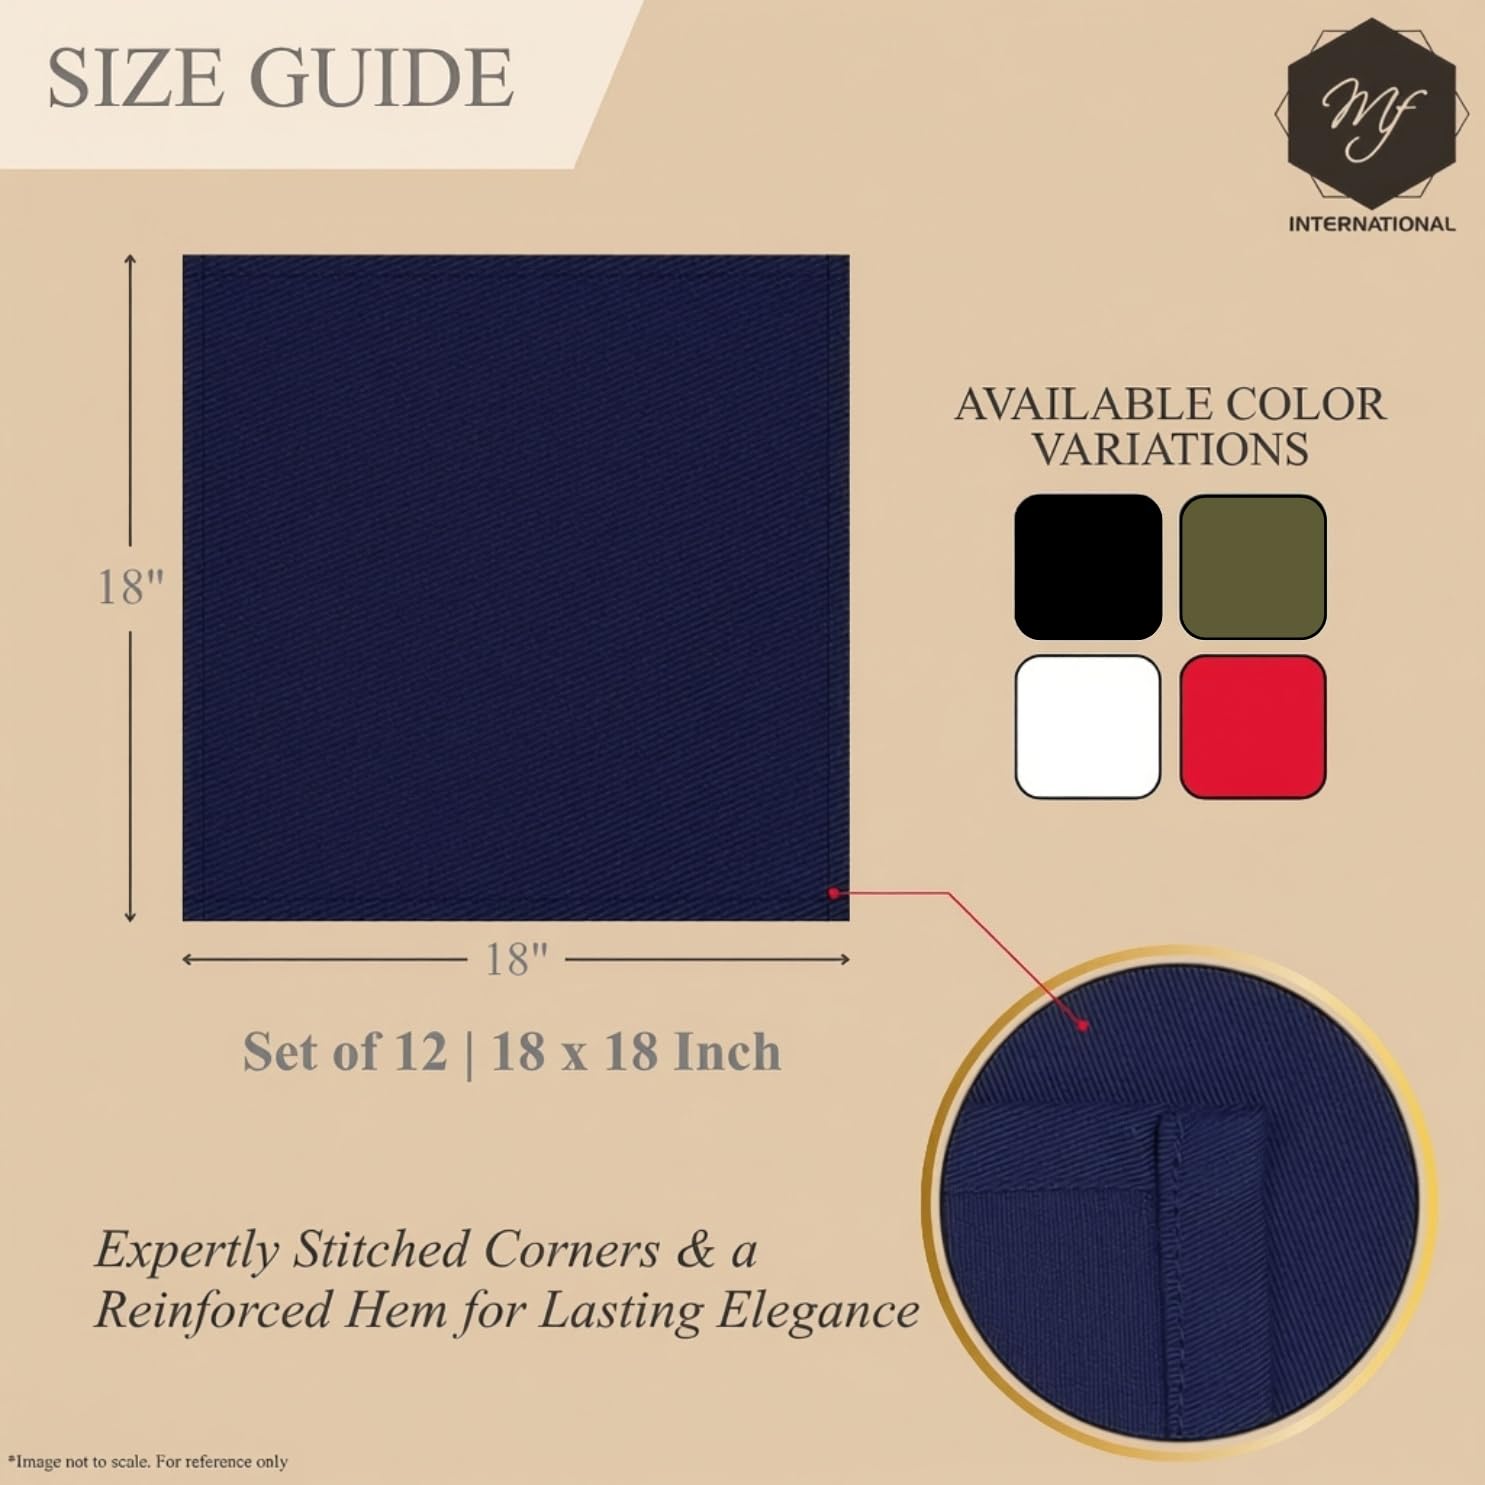 SIZE GUIDE
Mf
INTERNATIONAL
18"
AVAILABLE COLOR
VARIATIONS
18"
Set of 12 | 18 x 18 Inch
Expertly Stitched Corners & a
Reinforced Hem for Lasting Elegance
*Image not to scale. For reference only